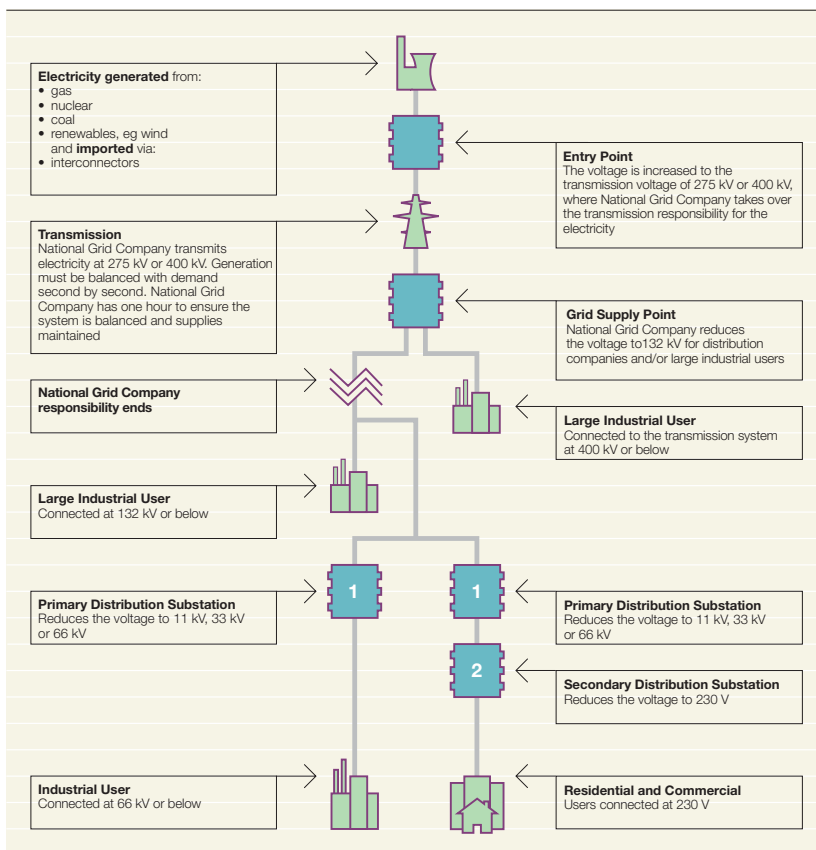 Electricity generated from:
• gas
• nuclear
• coal
• renewables, eg wind
and imported via:
• interconnectors
Entry Point
The voltage is increased to the
transmission voltage of 275 kV or 400 kV,
where National Grid Company takes over
the transmission responsibility for the
electricity
Transmission
National Grid Company transmits
electricity at 275 kV or 400 kV. Generation
must be balanced with demand
second by second. National Grid
Company has one hour to ensure the
system is balanced and supplies
maintained
Grid Supply Point
National Grid Company reduces
the voltage to132 kV for distribution
companies and/or large industrial users
National Grid Company
responsibility ends
Large Industrial User
Connected to the transmission system
at 400 kV or below
Large Industrial User
Connected at 132 kV or below
1
1
Primary Distribution Substation
Reduces the voltage to 11 kV, 33 kV
or 66 kV
Primary Distribution Substation
Reduces the voltage to 11 kV, 33 kV
or 66 kV
2
Secondary Distribution Substation
Reduces the voltage to 230 V
Industrial User
Connected at 66 kV or below
Residential and Commercial
Users connected at 230 V